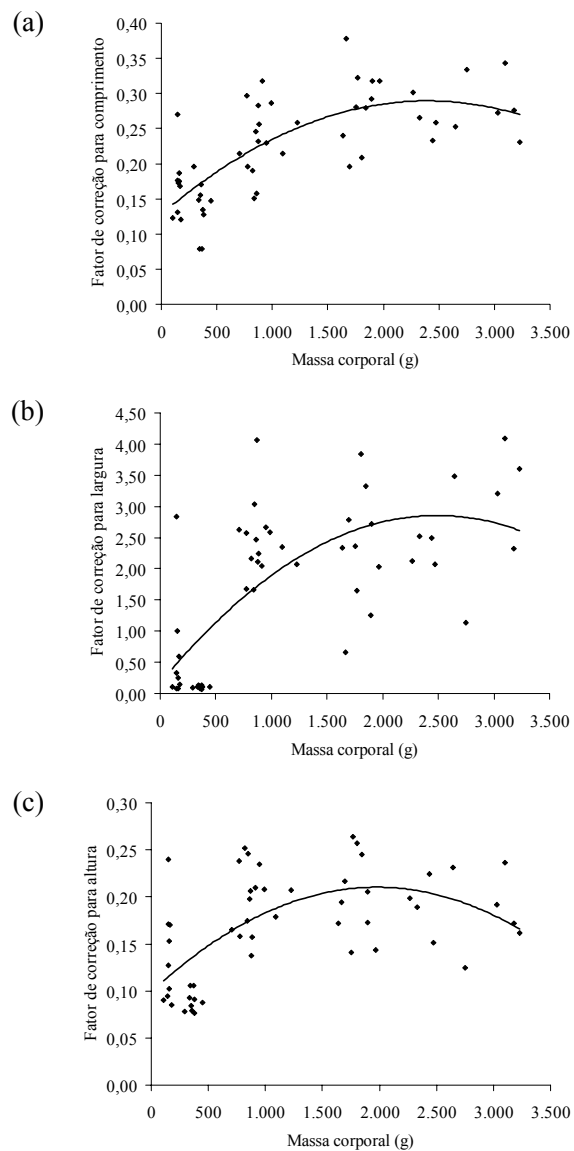 (a)
Fator de correção para comprimento
0,40
0,35
0,30
0,25
0,20
0,15
0,10
0,05
0,00
0 500 1.000 1.500 2.000 2.500 3.000 3.500
Massa corporal (g)
(b)
Fator de correção para largura
4,50
4,00
3,50
3,00
2,50
2,00
1,50
1,00
0,50
0,00
0 500 1.000 1.500 2.000 2.500 3.000 3.500
Massa corporal (g)
(c)
Fator de correção para altura
0,30
0,25
0,20
0,15
0,10
0,05
0,00
0 500 1.000 1.500 2.000 2.500 3.000 3.500
Massa corporal (g)